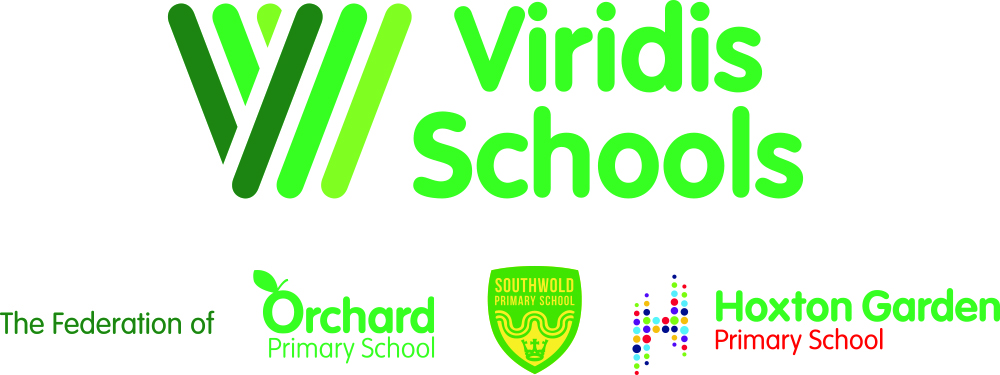 Viridis
Schools
The Federation of
Orchard
Primary School
SOUTHWOLD
PRIMARY SCHOOL
Hoxton Garden
Primary School